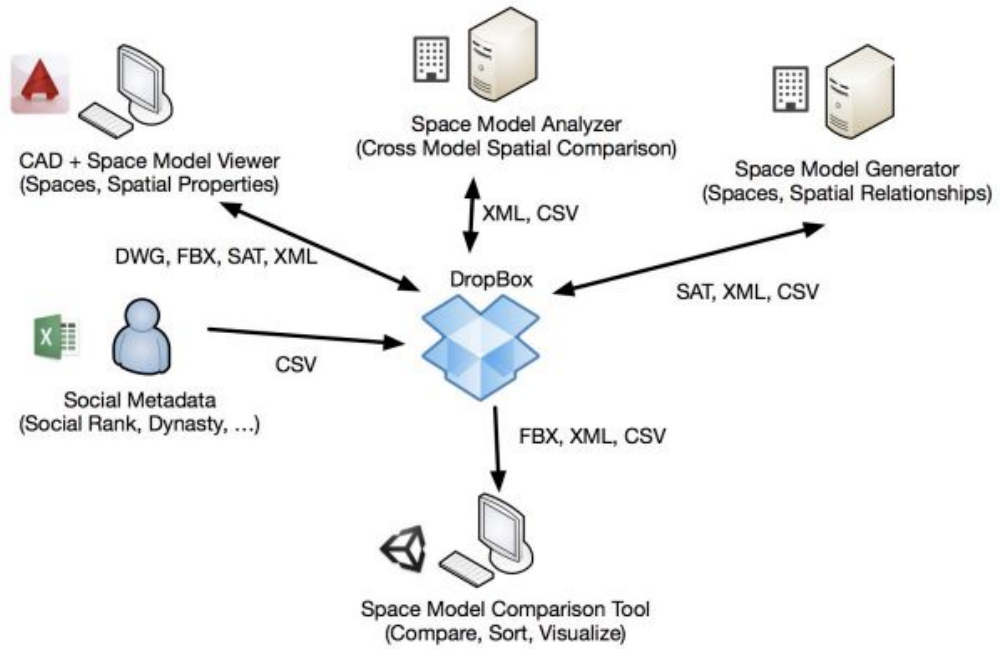 Space Model Analyzer
(Cross Model Spatial Comparison)
CAD + Space Model Viewer
(Spaces, Spatial Properties)
Space Model Generator
(Spaces, Spatial Relationships)
XML, CSV
DWG, FBX, SAT, XML
DropBox
SAT, XML, CSV
X
CSV
Social Metadata
(Social Rank, Dynasty, …)
FBX, XML, CSV
Space Model Comparison Tool
(Compare, Sort, Visualize)